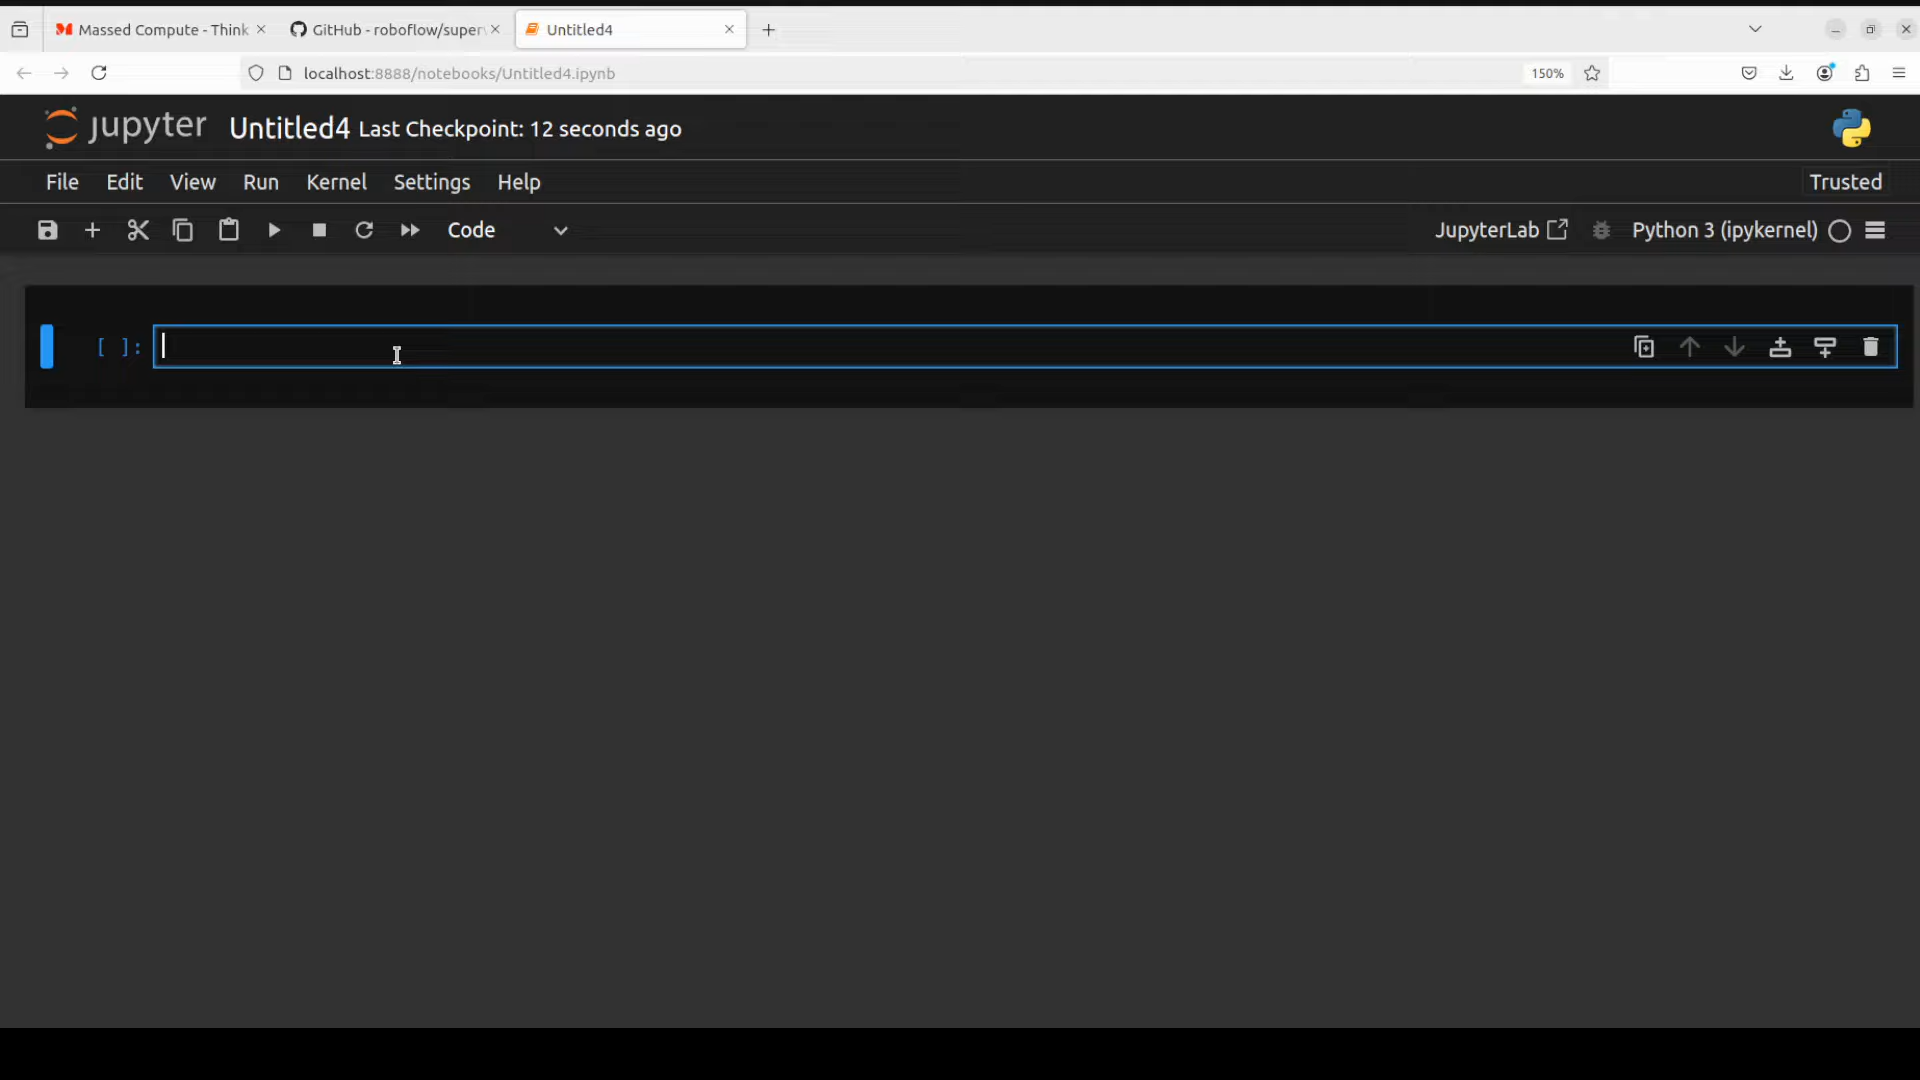 Massed Compute - Think
GitHub - roboflow/super
Untitled4
localhost:8888/notebooks/Untitled4.ipynb
150%
jupyter Untitled4 Last Checkpoint: 12 seconds ago
File Edit View Run Kernel Settings Help Trusted
Code JupyterLab Python 3 (ipykernel)
[ ]: